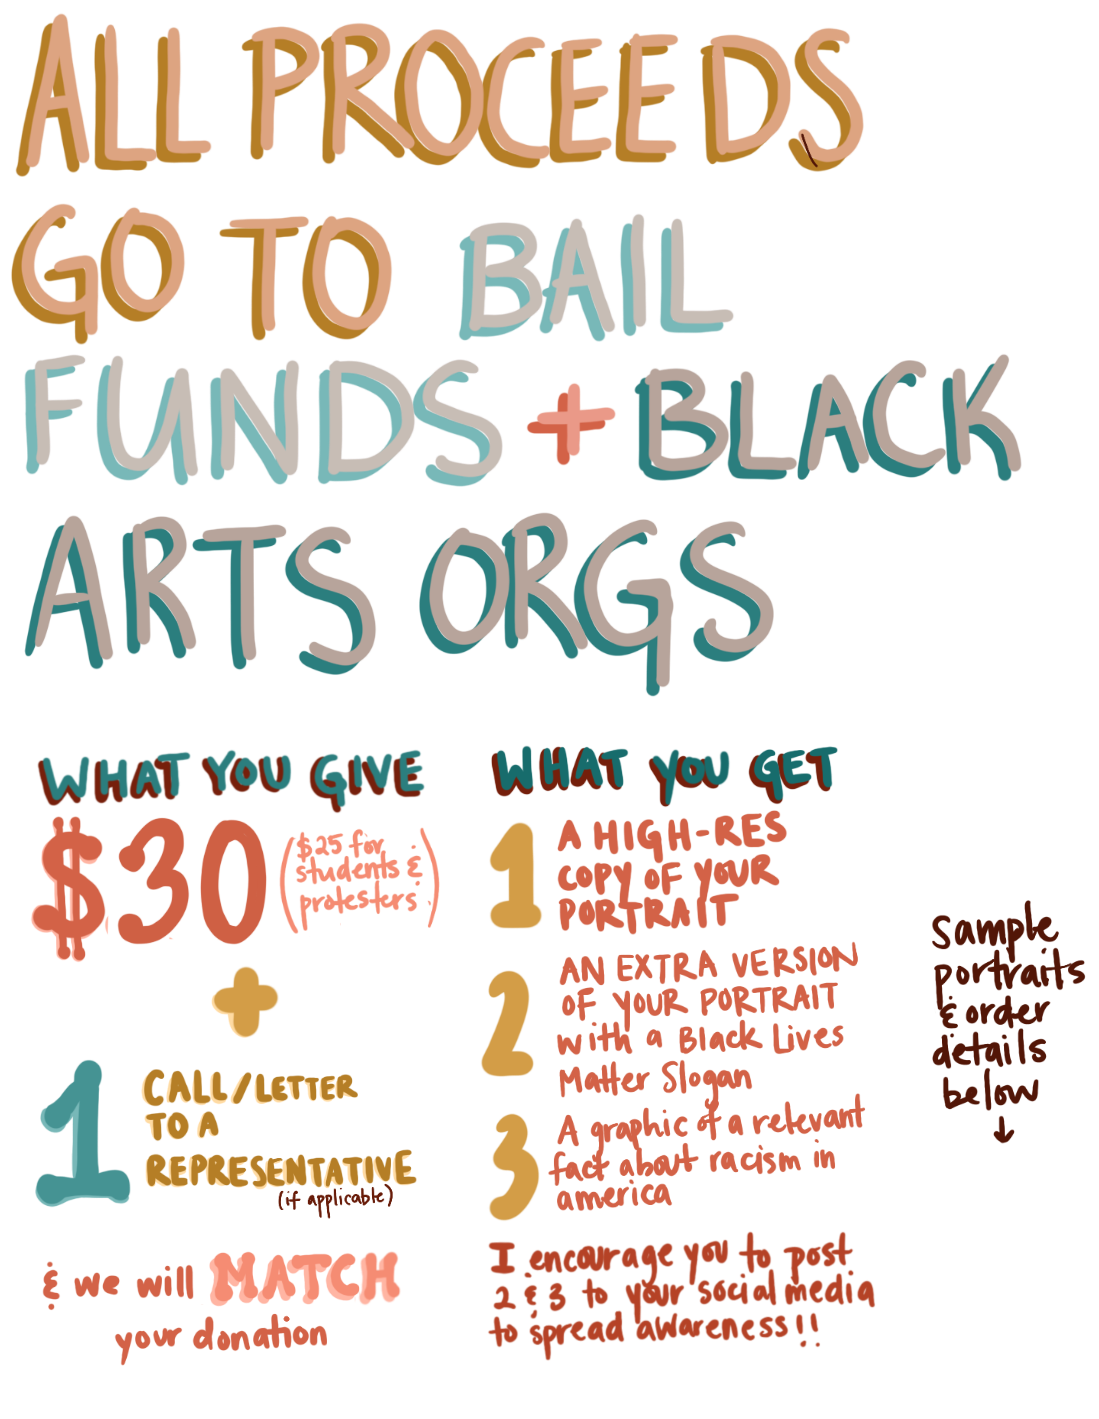 ALL PROCEEDS
GO TO BAIL
FUNDS + BLACK
ARTS ORGS
WHAT YOU GIVE
$30
($25 for
students &
protesters)
+
1
CALL/LETTER
TO A
REPRESENTATIVE
(if applicable)
& we will MATCH
your donation
WHAT YOU GET
1
A HIGH-RES
COPY OF YOUR
PORTRAIT
2
AN EXTRA VERSION
OF YOUR PORTRAIT
with a Black Lives
Matter Slogan
3
A graphic of a relevant
fact about racism in
america
I encourage you to post
2 & 3 to your social media
to spread awareness!!
sample
portraits
& order
details
below
↓